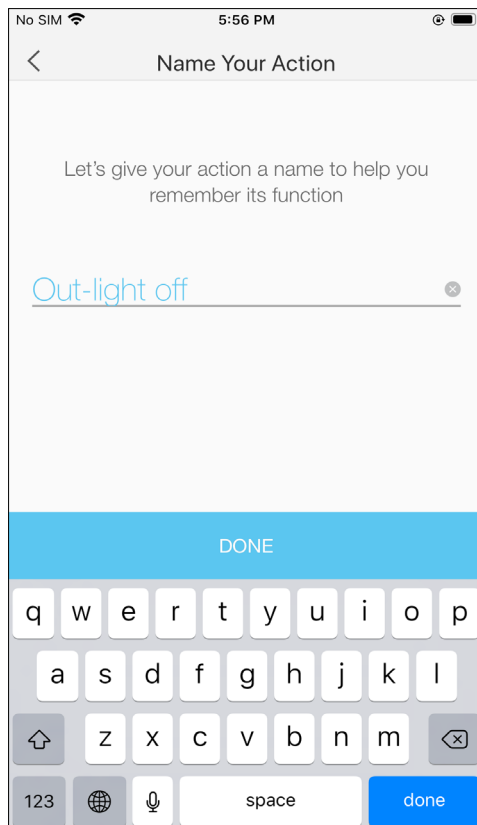 No SIM 5:56 PM
Name Your Action
Let's give your action a name to help you
remember its function
Out-light off
DONE
q w e r t y u i o p
a s d f g h j k l
z x c v b n m
123 space done